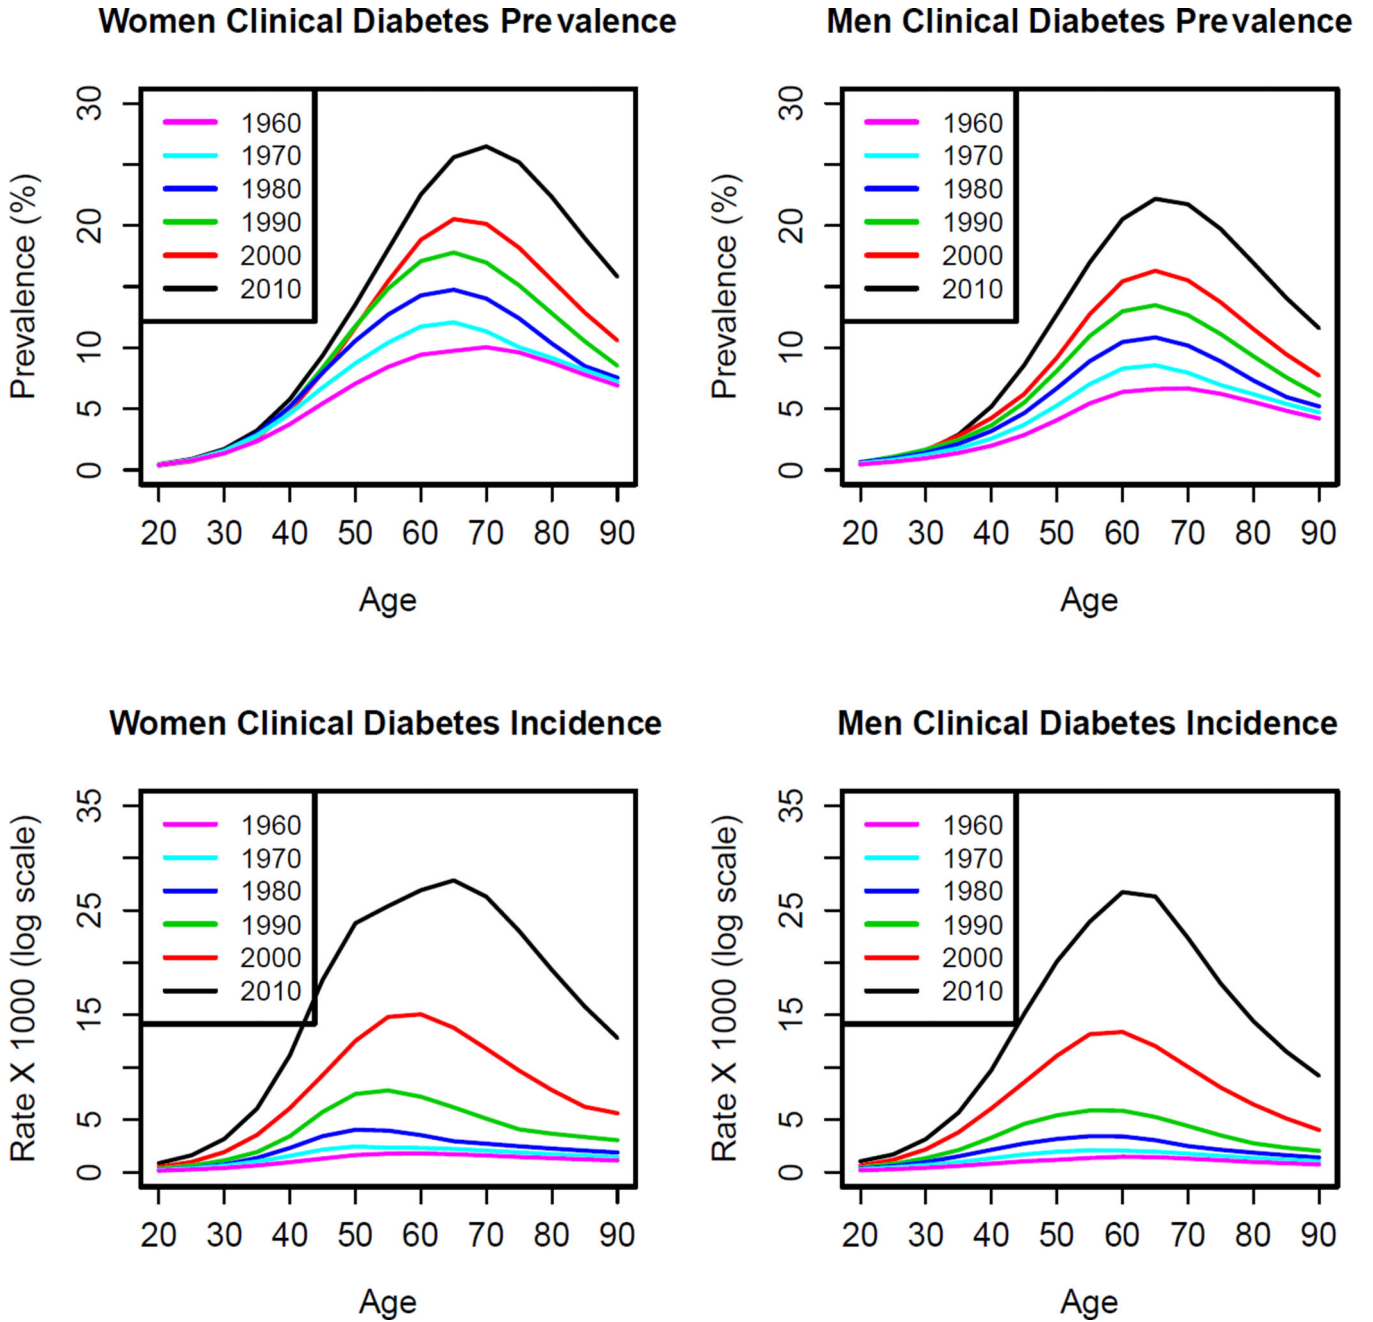 Women Clinical Diabetes Prevalence
Prevalence (%)
30
20
10
5
0
1960
1970
1980
1990
2000
2010
20 30 40 50 60 70 80 90
Age
Men Clinical Diabetes Prevalence
Prevalence (%)
30
20
10
5
0
1960
1970
1980
1990
2000
2010
20 30 40 50 60 70 80 90
Age
Women Clinical Diabetes Incidence
Rate X 1000 (log scale)
35
25
15
5
0
1960
1970
1980
1990
2000
2010
20 30 40 50 60 70 80 90
Age
Men Clinical Diabetes Incidence
Rate X 1000 (log scale)
35
25
15
5
0
1960
1970
1980
1990
2000
2010
20 30 40 50 60 70 80 90
Age